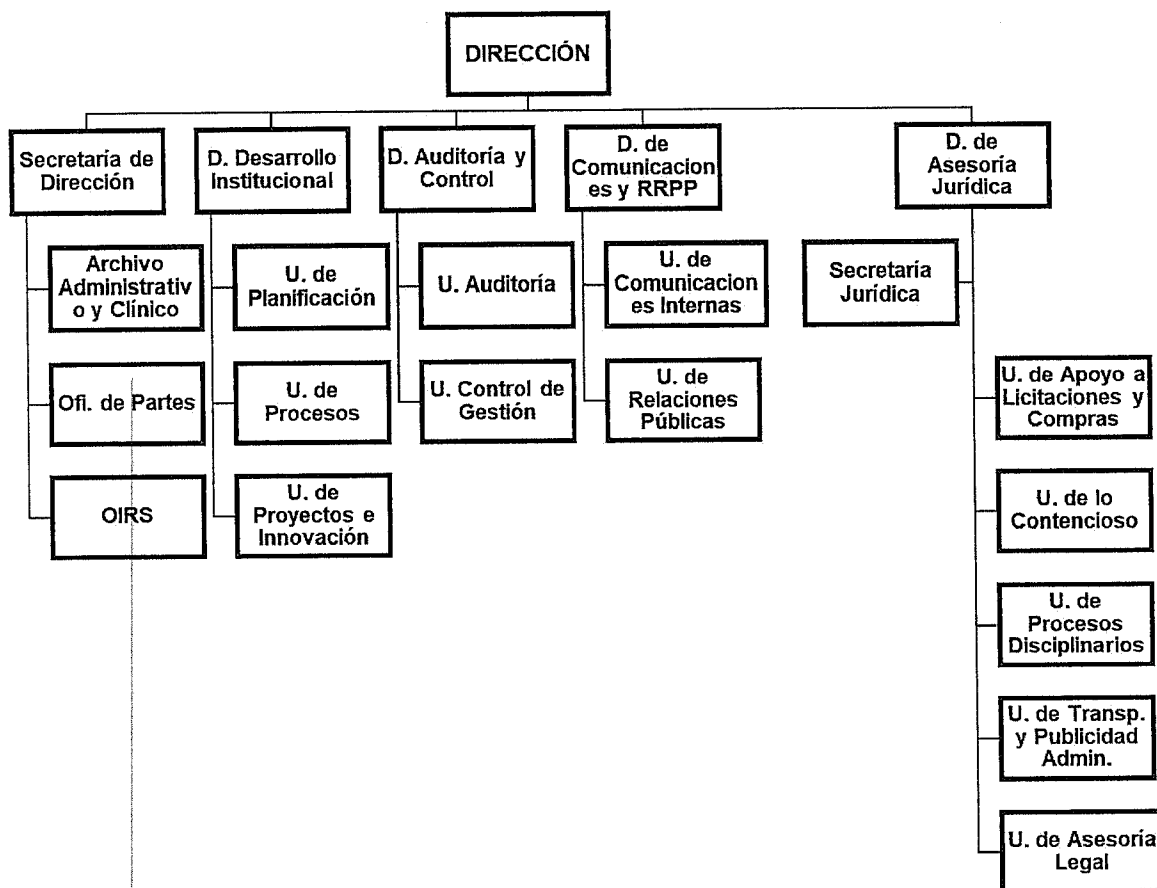 DIRECCIÓN
Secretaría de
Dirección
D. Desarrollo
Institucional
D. Auditoría y
Control
D. de
Comunicacion
es y RRPP
D. de
Asesoría
Jurídica
Archivo
Administrativ
o y Clínico
U. de
Planificación
U. Auditoría
U. de
Comunicacion
es Internas
Secretaría
Jurídica
Ofi. de Partes
U. de
Procesos
U. Control de
Gestión
U. de
Relaciones
Públicas
U. de Apoyo a
Licitaciones y
Compras
OIRS
U. de
Proyectos e
Innovación
U. de lo
Contencioso
U. de
Procesos
Disciplinarios
U. de Transp.
y Publicidad
Admin.
U. de Asesoría
Legal